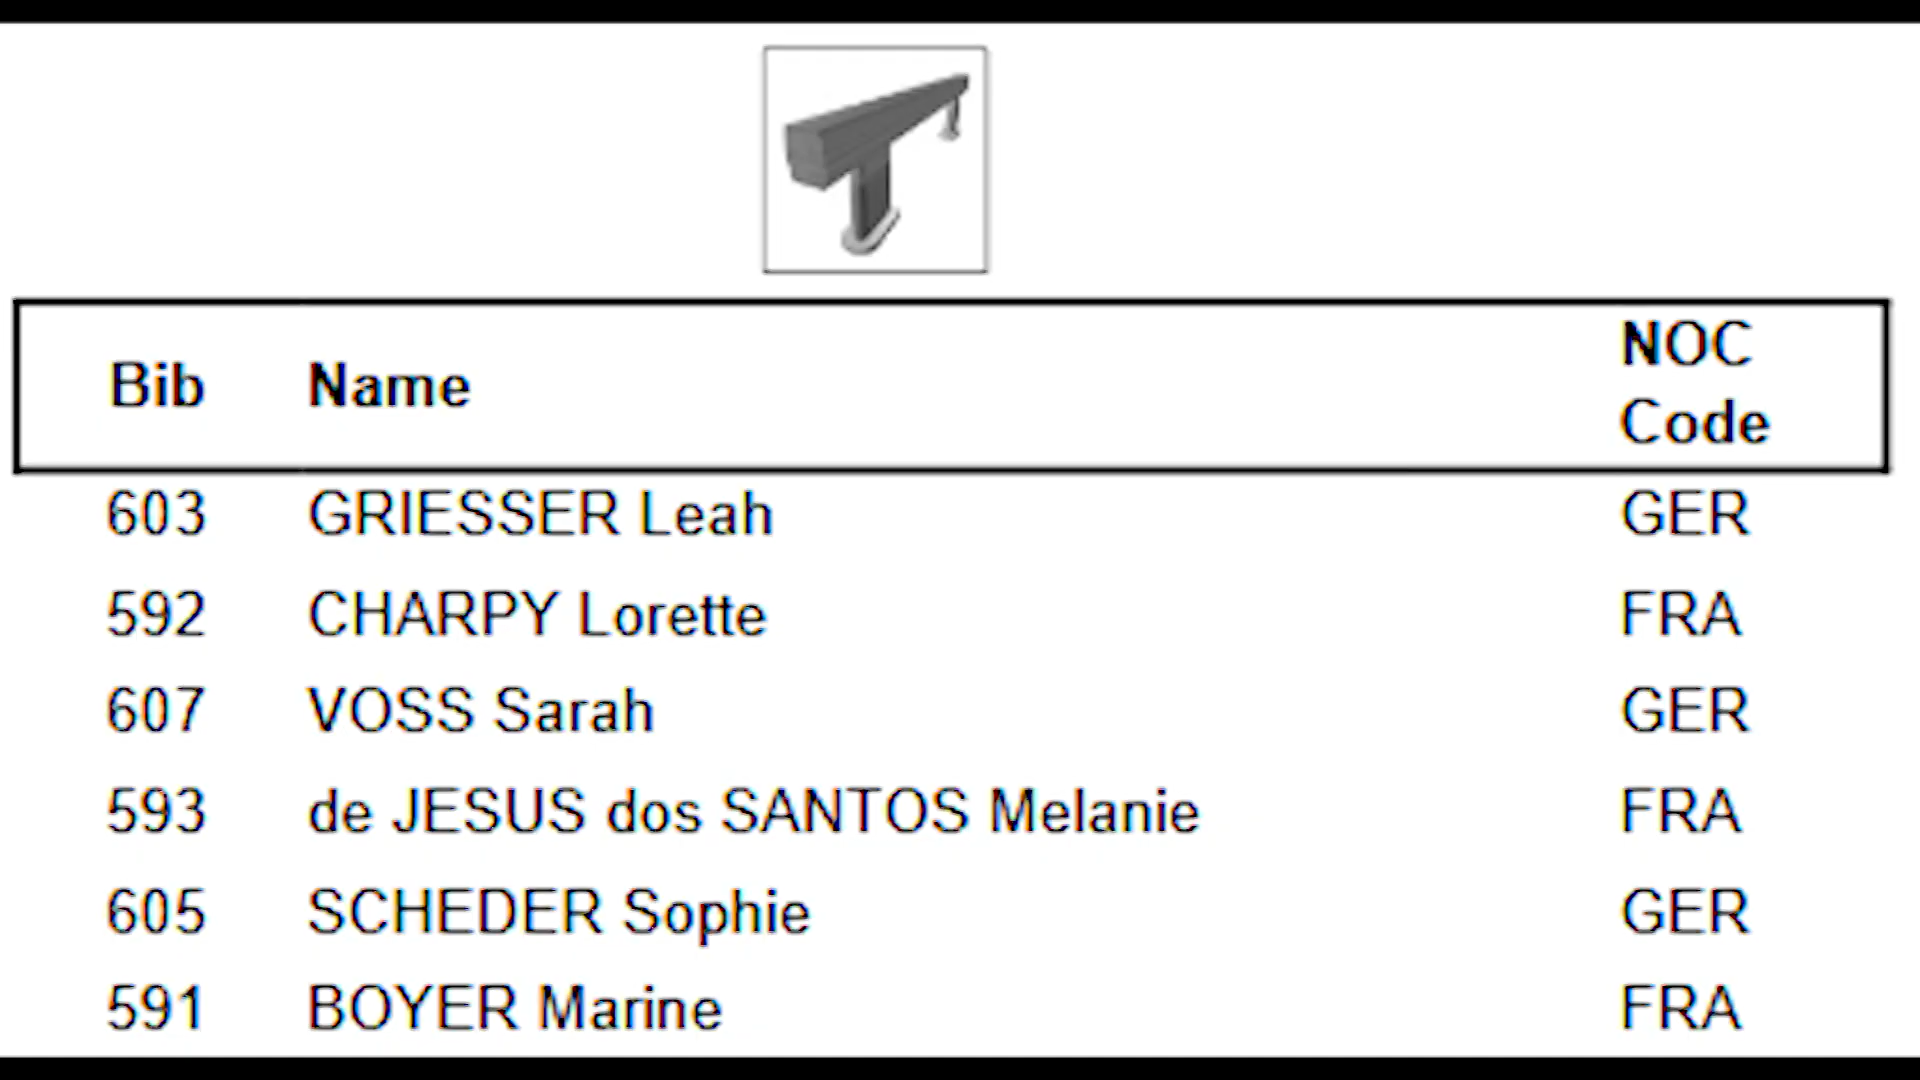 Bib Name NOC Code
603 GRIESSER Leah GER
592 CHARPY Lorette FRA
607 VOSS Sarah GER
593 de JESUS dos SANTOS Melanie FRA
605 SCHEDER Sophie GER
591 BOYER Marine FRA